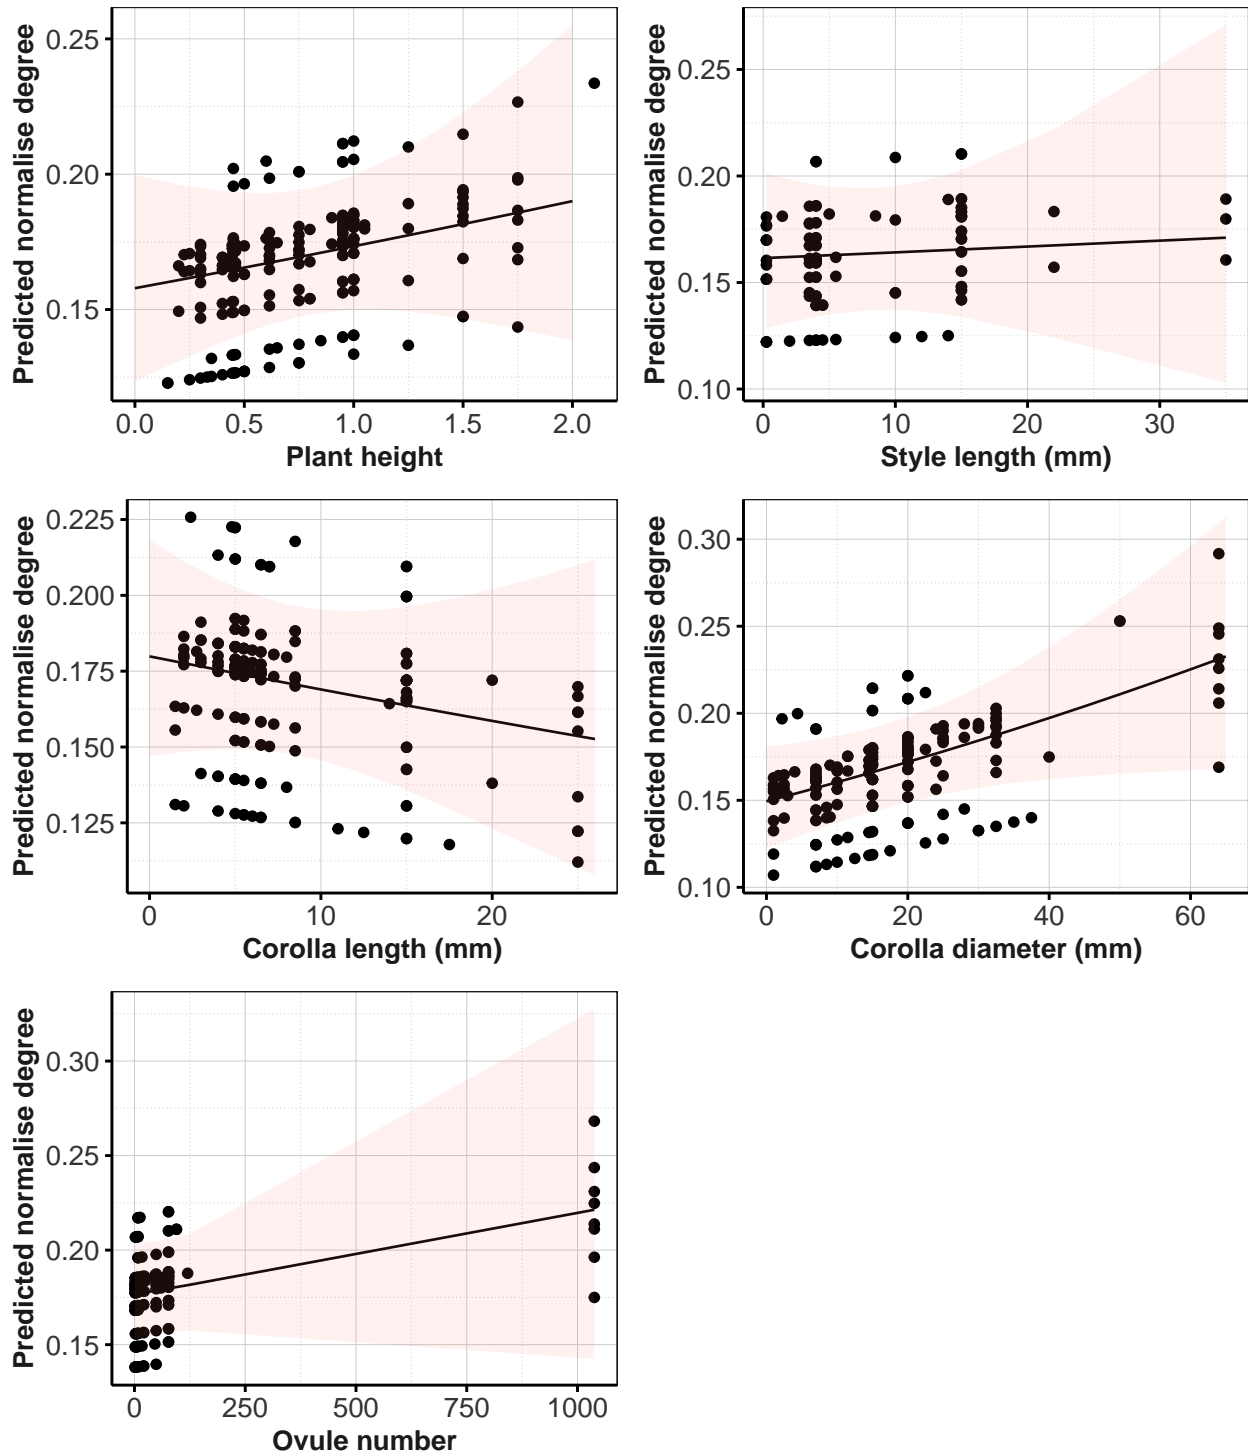 Predicted normalise degree
0.25
0.20
0.15
0.0 0.5 1.0 1.5 2.0
Plant height
Predicted normalise degree
0.25
0.20
0.15
0.10
0 10 20 30
Style length (mm)
Predicted normalise degree
0.225
0.200
0.175
0.150
0.125
0 10 20
Corolla length (mm)
Predicted normalise degree
0.30
0.25
0.20
0.15
0.10
0 20 40 60
Corolla diameter (mm)
Predicted normalise degree
0.30
0.25
0.20
0.15
0 250 500 750 1000
Ovule number